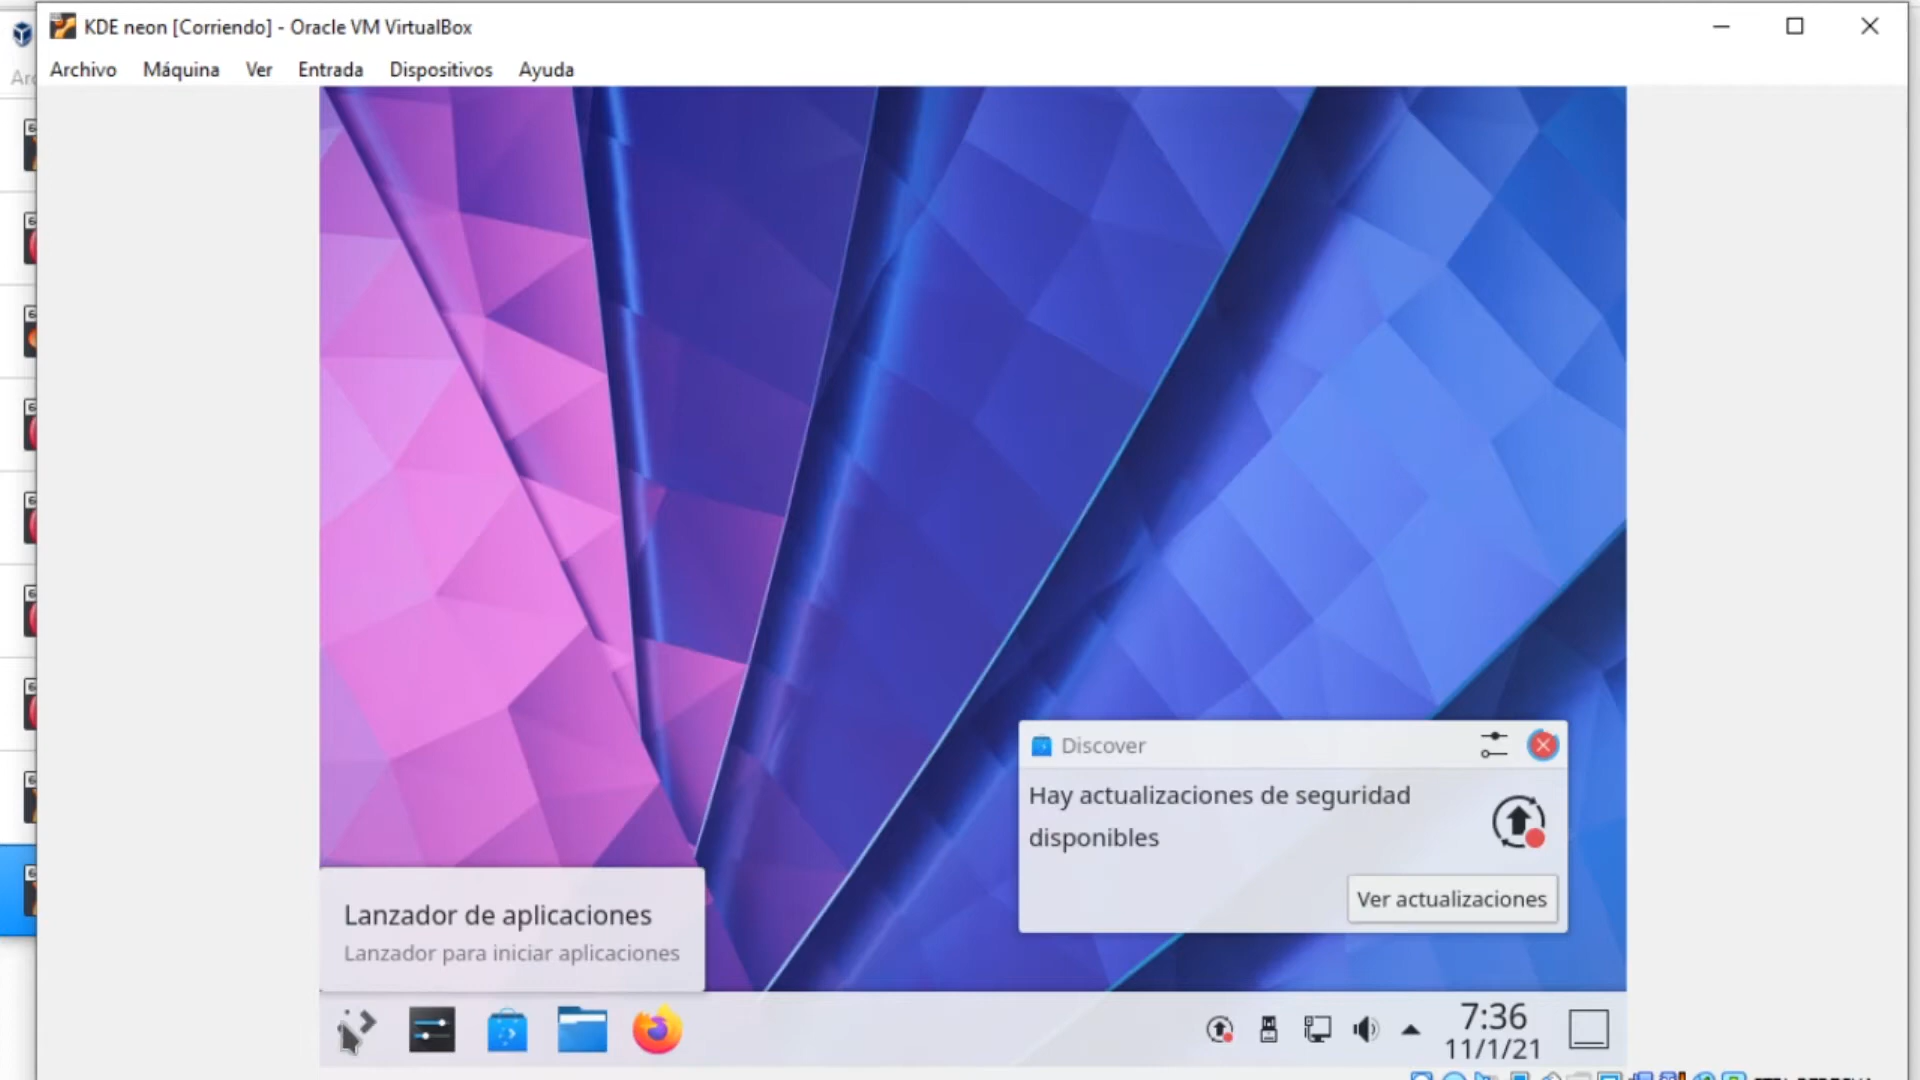 KDE neon [Corriendo] - Oracle VM VirtualBox
Archivo Máquina Ver Entrada Dispositivos Ayuda
Discover
Hay actualizaciones de seguridad
disponibles
Ver actualizaciones
Lanzador de aplicaciones
Lanzador para iniciar aplicaciones
7:36
11/1/21